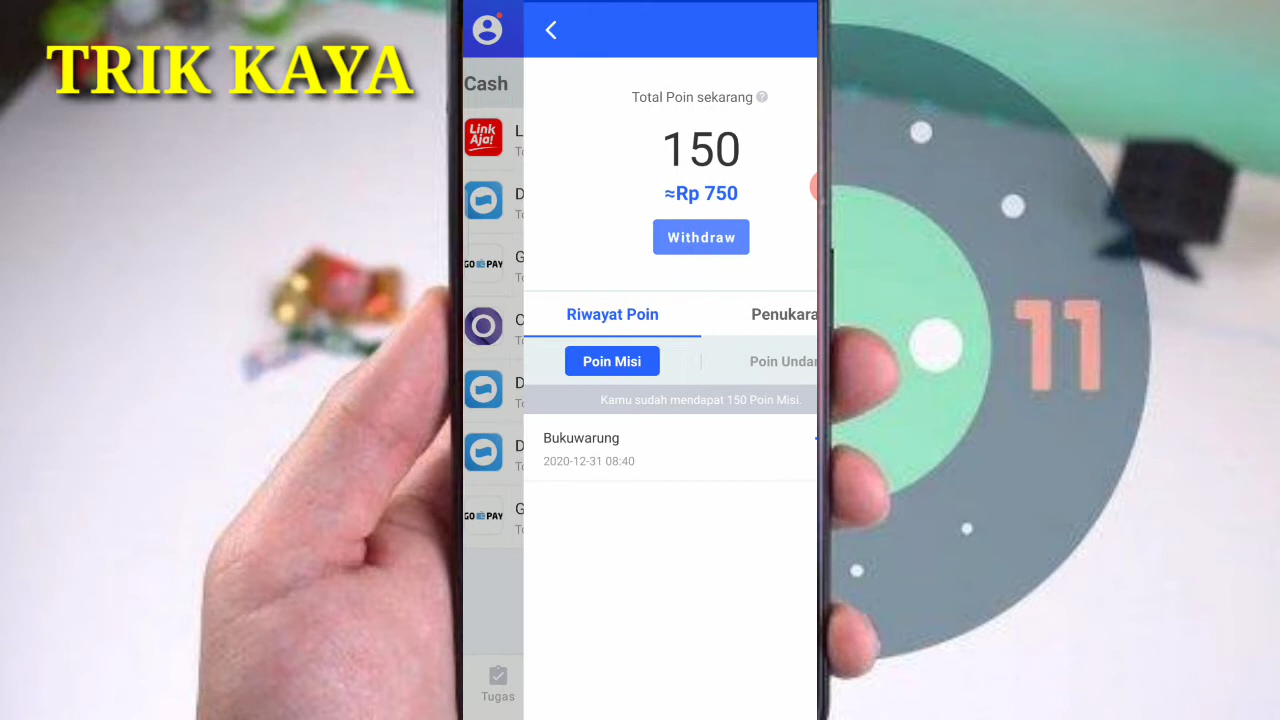 TRIK KAYA
Cash
Link
Aja!
GO PAY
GO PAY
Tugas
Total Poin sekarang
150
≈Rp 750
Withdraw
Riwayat Poin
Penukara
Poin Misi
Poin Undan
Kamu sudah mendapat 150 Poin Misi.
Bukuwarung
2020-12-31 08:40
11